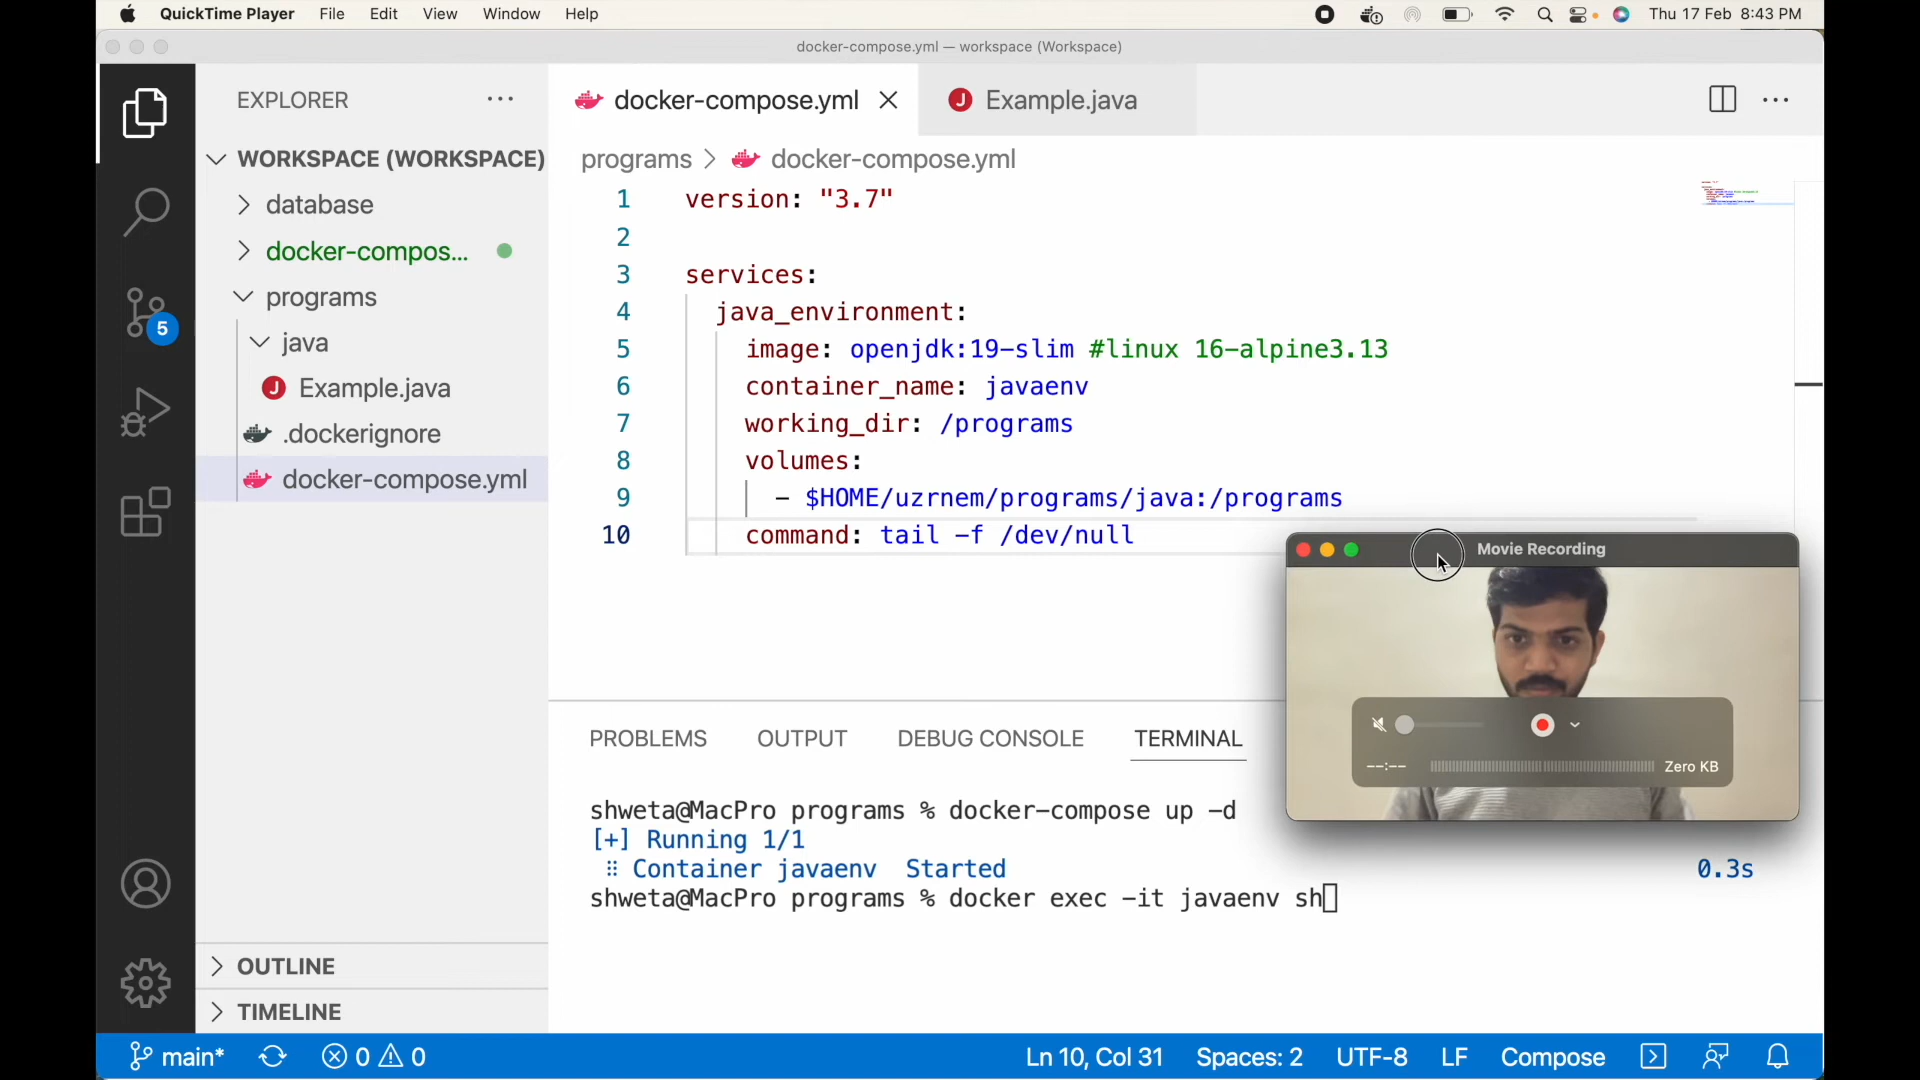 QuickTime Player File Edit View Window Help Thu 17 Feb 8:43 PM
docker-compose.yml — workspace (Workspace)
EXPLORER
WORKSPACE (WORKSPACE)
database
docker-compos...
programs
java
Example.java
.dockerignore
docker-compose.yml
5
OUTLINE
TIMELINE
docker-compose.yml Example.java
programs > docker-compose.yml
1 version: "3.7"
2
3 services:
4 java_environment:
5 image: openjdk:19-slim #linux 16-alpine3.13
6 container_name: javaenv
7 working_dir: /programs
8 volumes:
9 - $HOME/uzrnem/programs/java:/programs
10 command: tail -f /dev/null
Movie Recording
--:-- Zero KB
PROBLEMS OUTPUT DEBUG CONSOLE TERMINAL
shweta@MacPro programs % docker-compose up -d
[+] Running 1/1
⠿ Container javaenv Started 0.3s
shweta@MacPro programs % docker exec -it javaenv sh
main* 0 0 Ln 10, Col 31 Spaces: 2 UTF-8 LF Compose